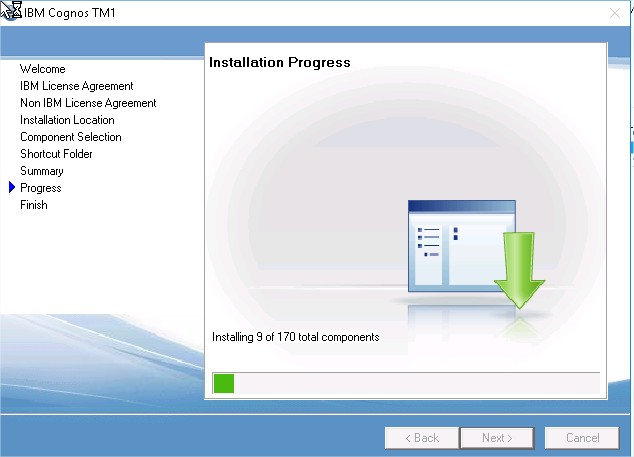 IBM Cognos TM1
Installation Progress
Welcome
IBM License Agreement
Non IBM License Agreement
Installation Location
Component Selection
Shortcut Folder
Summary
Progress
Finish
Installing 9 of 170 total components
< Back
Next >
Cancel